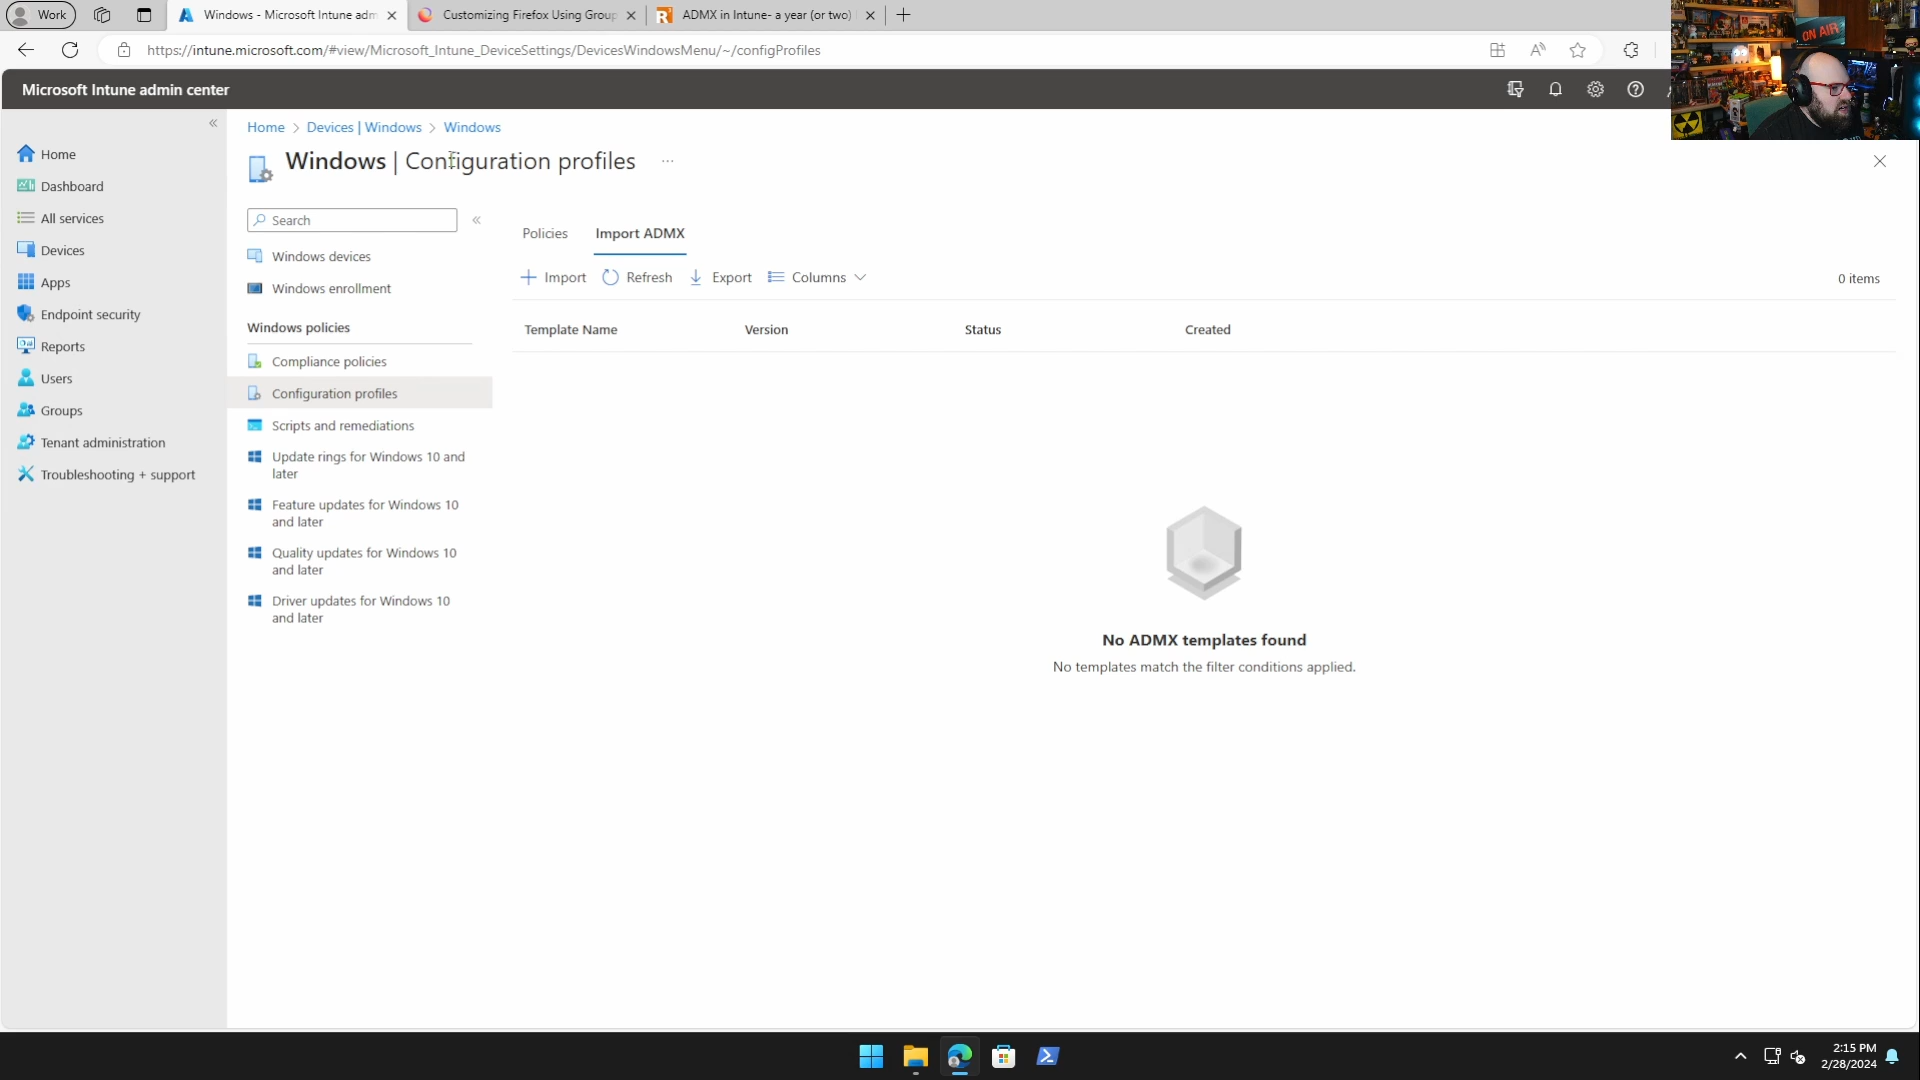 Work
Windows - Microsoft Intune adm
Customizing Firefox Using Group
ADMX in Intune- a year (or two)
https://intune.microsoft.com/#view/Microsoft_Intune_DeviceSettings/DevicesWindowsMenu/~/configProfiles
ON AIR
Microsoft Intune admin center
Home > Devices | Windows > Windows
Windows | Configuration profiles
Home
Dashboard
All services
Devices
Apps
Endpoint security
Reports
Users
Groups
Tenant administration
Troubleshooting + support
Search
Windows devices
Windows enrollment
Windows policies
Compliance policies
Configuration profiles
Scripts and remediations
Update rings for Windows 10 and
later
Feature updates for Windows 10
and later
Quality updates for Windows 10
and later
Driver updates for Windows 10
and later
Policies
Import ADMX
Import
Refresh
Export
Columns
0 items
Template Name
Version
Status
Created
No ADMX templates found
No templates match the filter conditions applied.
2:15 PM
2/28/2024